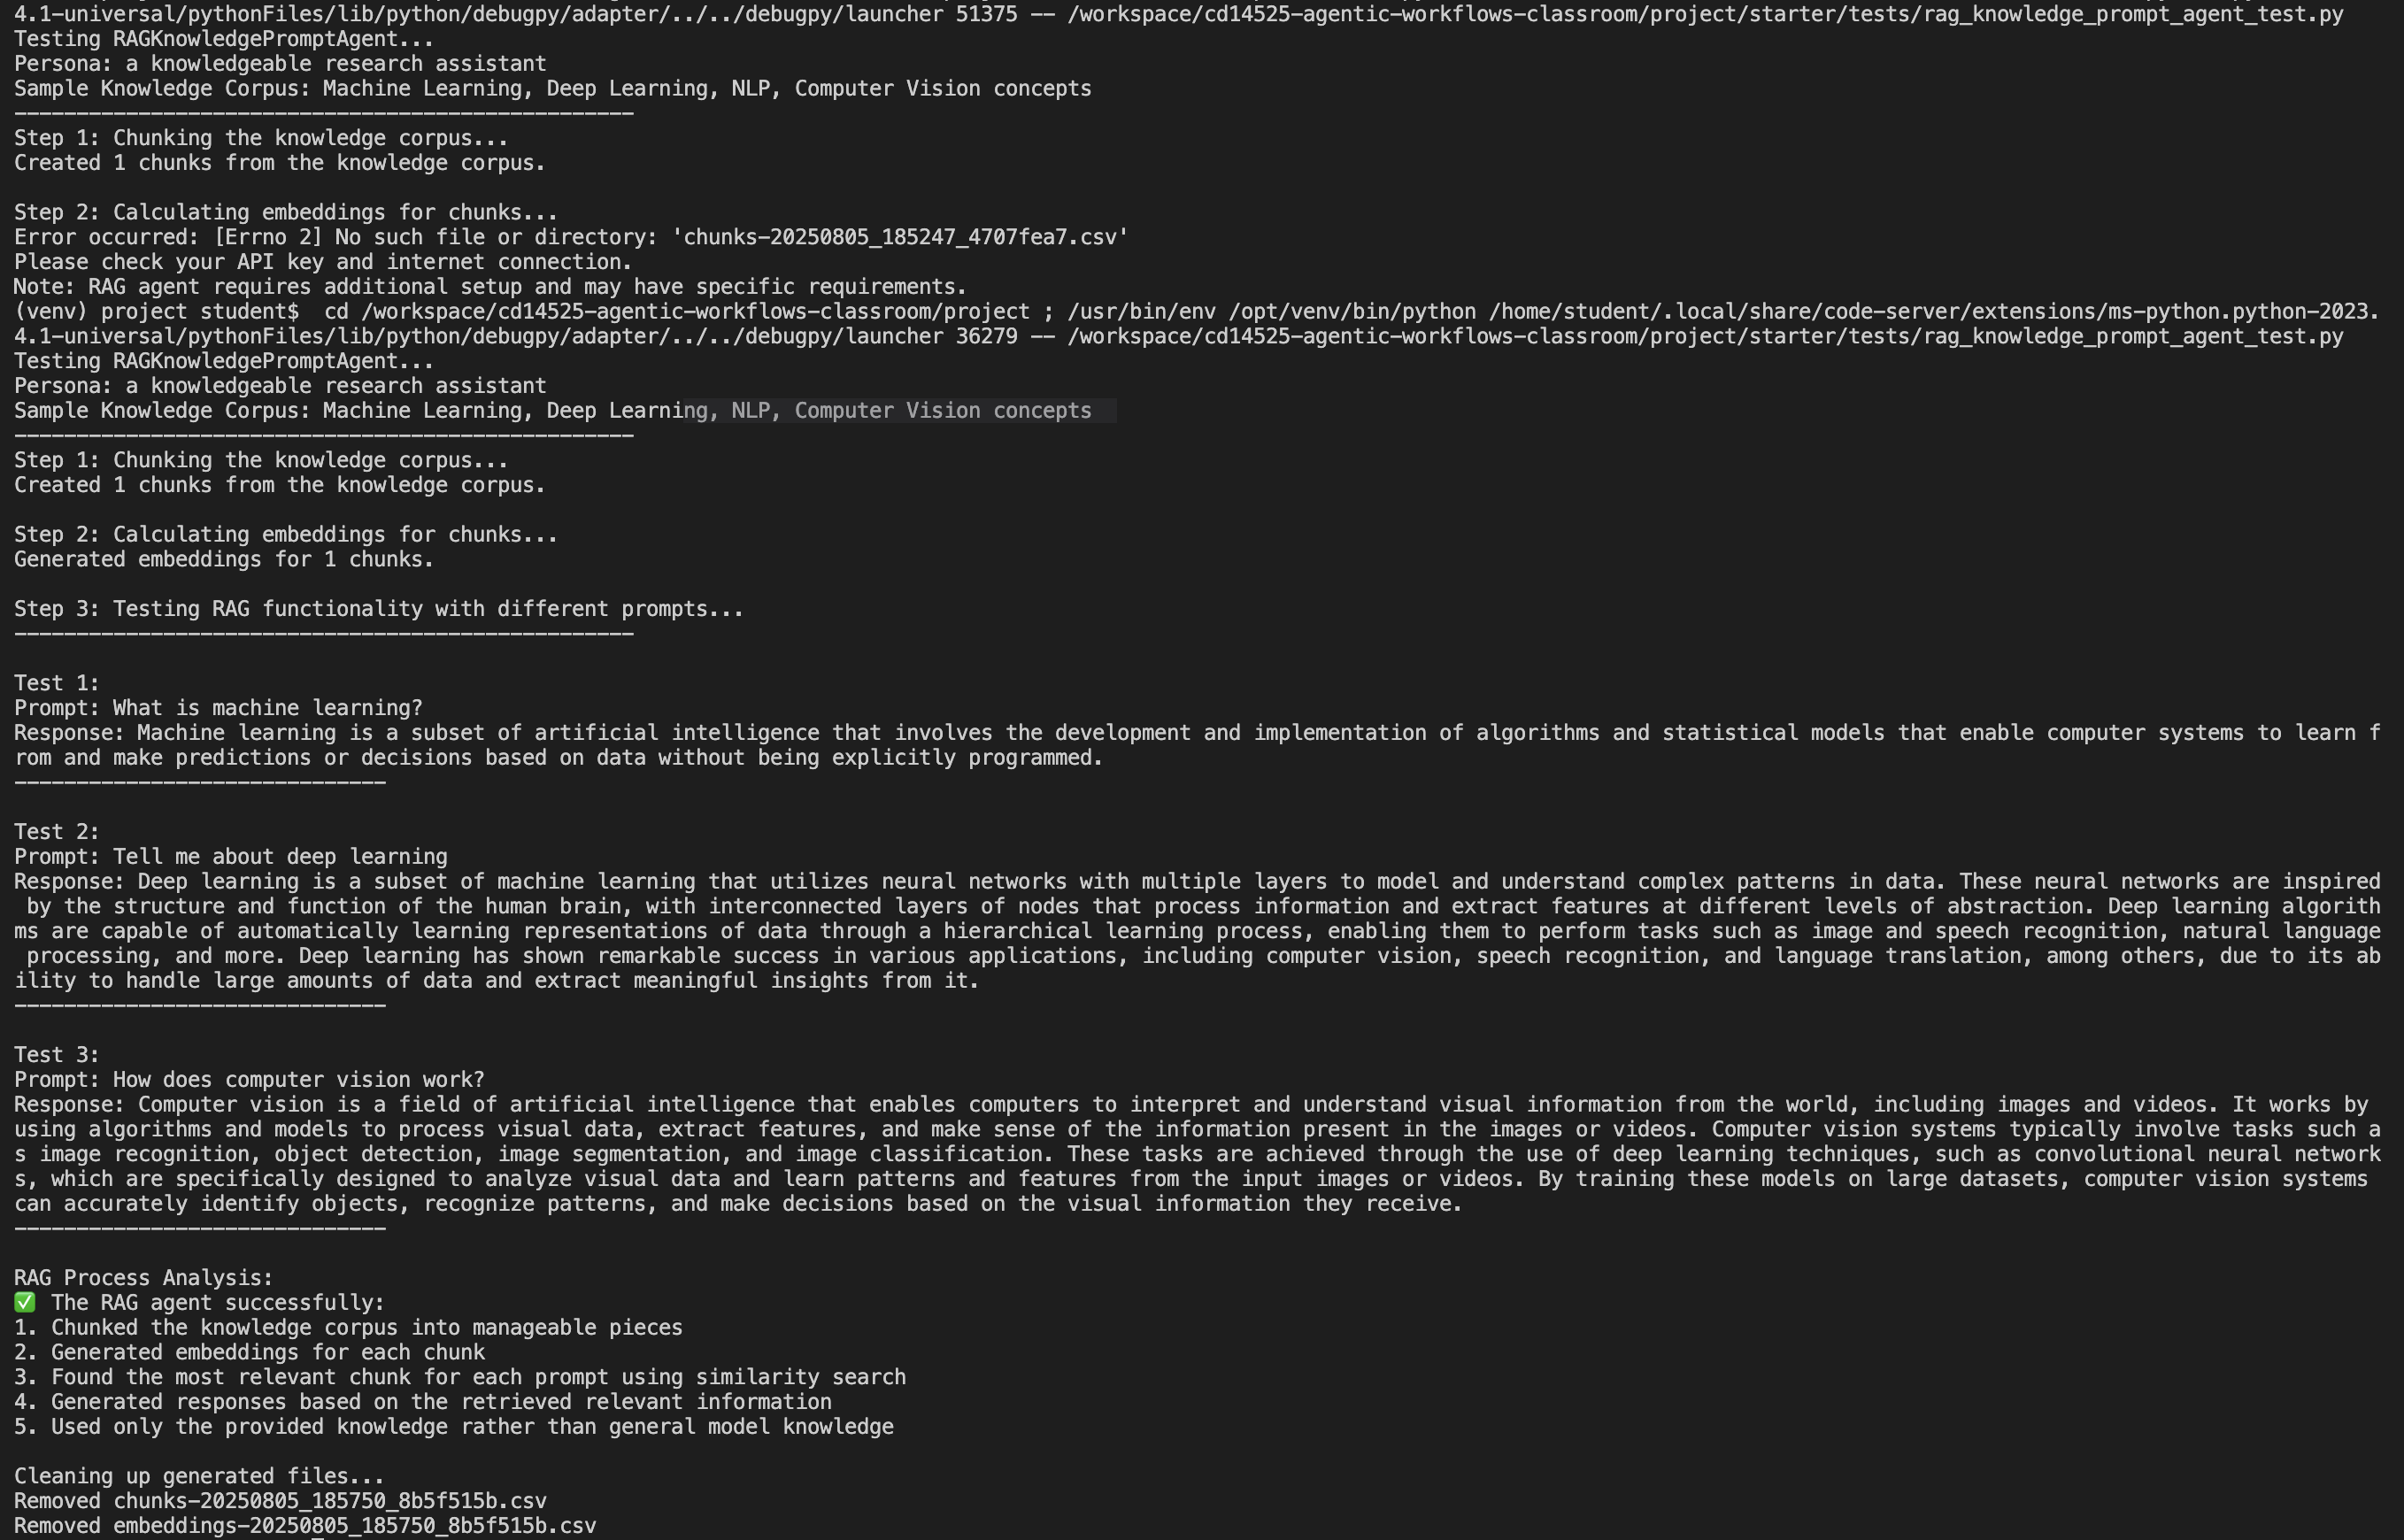 4.1-universal/pythonFiles/lib/python/debugpy/adapter/../../debugpy/launcher 51375 -- /workspace/cd14525-agentic-workflows-classroom/project/starter/tests/rag_knowledge_prompt_agent_test.py
Testing RAGKnowledgePromptAgent...
Persona: a knowledgeable research assistant
Sample Knowledge Corpus: Machine Learning, Deep Learning, NLP, Computer Vision concepts
--------------------------------------------------
Step 1: Chunking the knowledge corpus...
Created 1 chunks from the knowledge corpus.
Step 2: Calculating embeddings for chunks...
Error occurred: [Errno 2] No such file or directory: 'chunks-20250805_185247_4707fea7.csv'
Please check your API key and internet connection.
Note: RAG agent requires additional setup and may have specific requirements.
(venv) project student$  cd /workspace/cd14525-agentic-workflows-classroom/project ; /usr/bin/env /opt/venv/bin/python /home/student/.local/share/code-server/extensions/ms-python.python-2023.
4.1-universal/pythonFiles/lib/python/debugpy/adapter/../../debugpy/launcher 36279 -- /workspace/cd14525-agentic-workflows-classroom/project/starter/tests/rag_knowledge_prompt_agent_test.py
Testing RAGKnowledgePromptAgent...
Persona: a knowledgeable research assistant
Sample Knowledge Corpus: Machine Learning, Deep Learning, NLP, Computer Vision concepts
--------------------------------------------------
Step 1: Chunking the knowledge corpus...
Created 1 chunks from the knowledge corpus.
Step 2: Calculating embeddings for chunks...
Generated embeddings for 1 chunks.
Step 3: Testing RAG functionality with different prompts...
--------------------------------------------------
Test 1:
Prompt: What is machine learning?
Response: Machine learning is a subset of artificial intelligence that involves the development and implementation of algorithms and statistical models that enable computer systems to learn f
rom and make predictions or decisions based on data without being explicitly programmed.
------------------------------
Test 2:
Prompt: Tell me about deep learning
Response: Deep learning is a subset of machine learning that utilizes neural networks with multiple layers to model and understand complex patterns in data. These neural networks are inspired
 by the structure and function of the human brain, with interconnected layers of nodes that process information and extract features at different levels of abstraction. Deep learning algorith
ms are capable of automatically learning representations of data through a hierarchical learning process, enabling them to perform tasks such as image and speech recognition, natural language
 processing, and more. Deep learning has shown remarkable success in various applications, including computer vision, speech recognition, and language translation, among others, due to its ab
ility to handle large amounts of data and extract meaningful insights from it.
------------------------------
Test 3:
Prompt: How does computer vision work?
Response: Computer vision is a field of artificial intelligence that enables computers to interpret and understand visual information from the world, including images and videos. It works by
using algorithms and models to process visual data, extract features, and make sense of the information present in the images or videos. Computer vision systems typically involve tasks such a
s image recognition, object detection, image segmentation, and image classification. These tasks are achieved through the use of deep learning techniques, such as convolutional neural network
s, which are specifically designed to analyze visual data and learn patterns and features from the input images or videos. By training these models on large datasets, computer vision systems
can accurately identify objects, recognize patterns, and make decisions based on the visual information they receive.
------------------------------
RAG Process Analysis:
✅ The RAG agent successfully:
1. Chunked the knowledge corpus into manageable pieces
2. Generated embeddings for each chunk
3. Found the most relevant chunk for each prompt using similarity search
4. Generated responses based on the retrieved relevant information
5. Used only the provided knowledge rather than general model knowledge
Cleaning up generated files...
Removed chunks-20250805_185750_8b5f515b.csv
Removed embeddings-20250805_185750_8b5f515b.csv